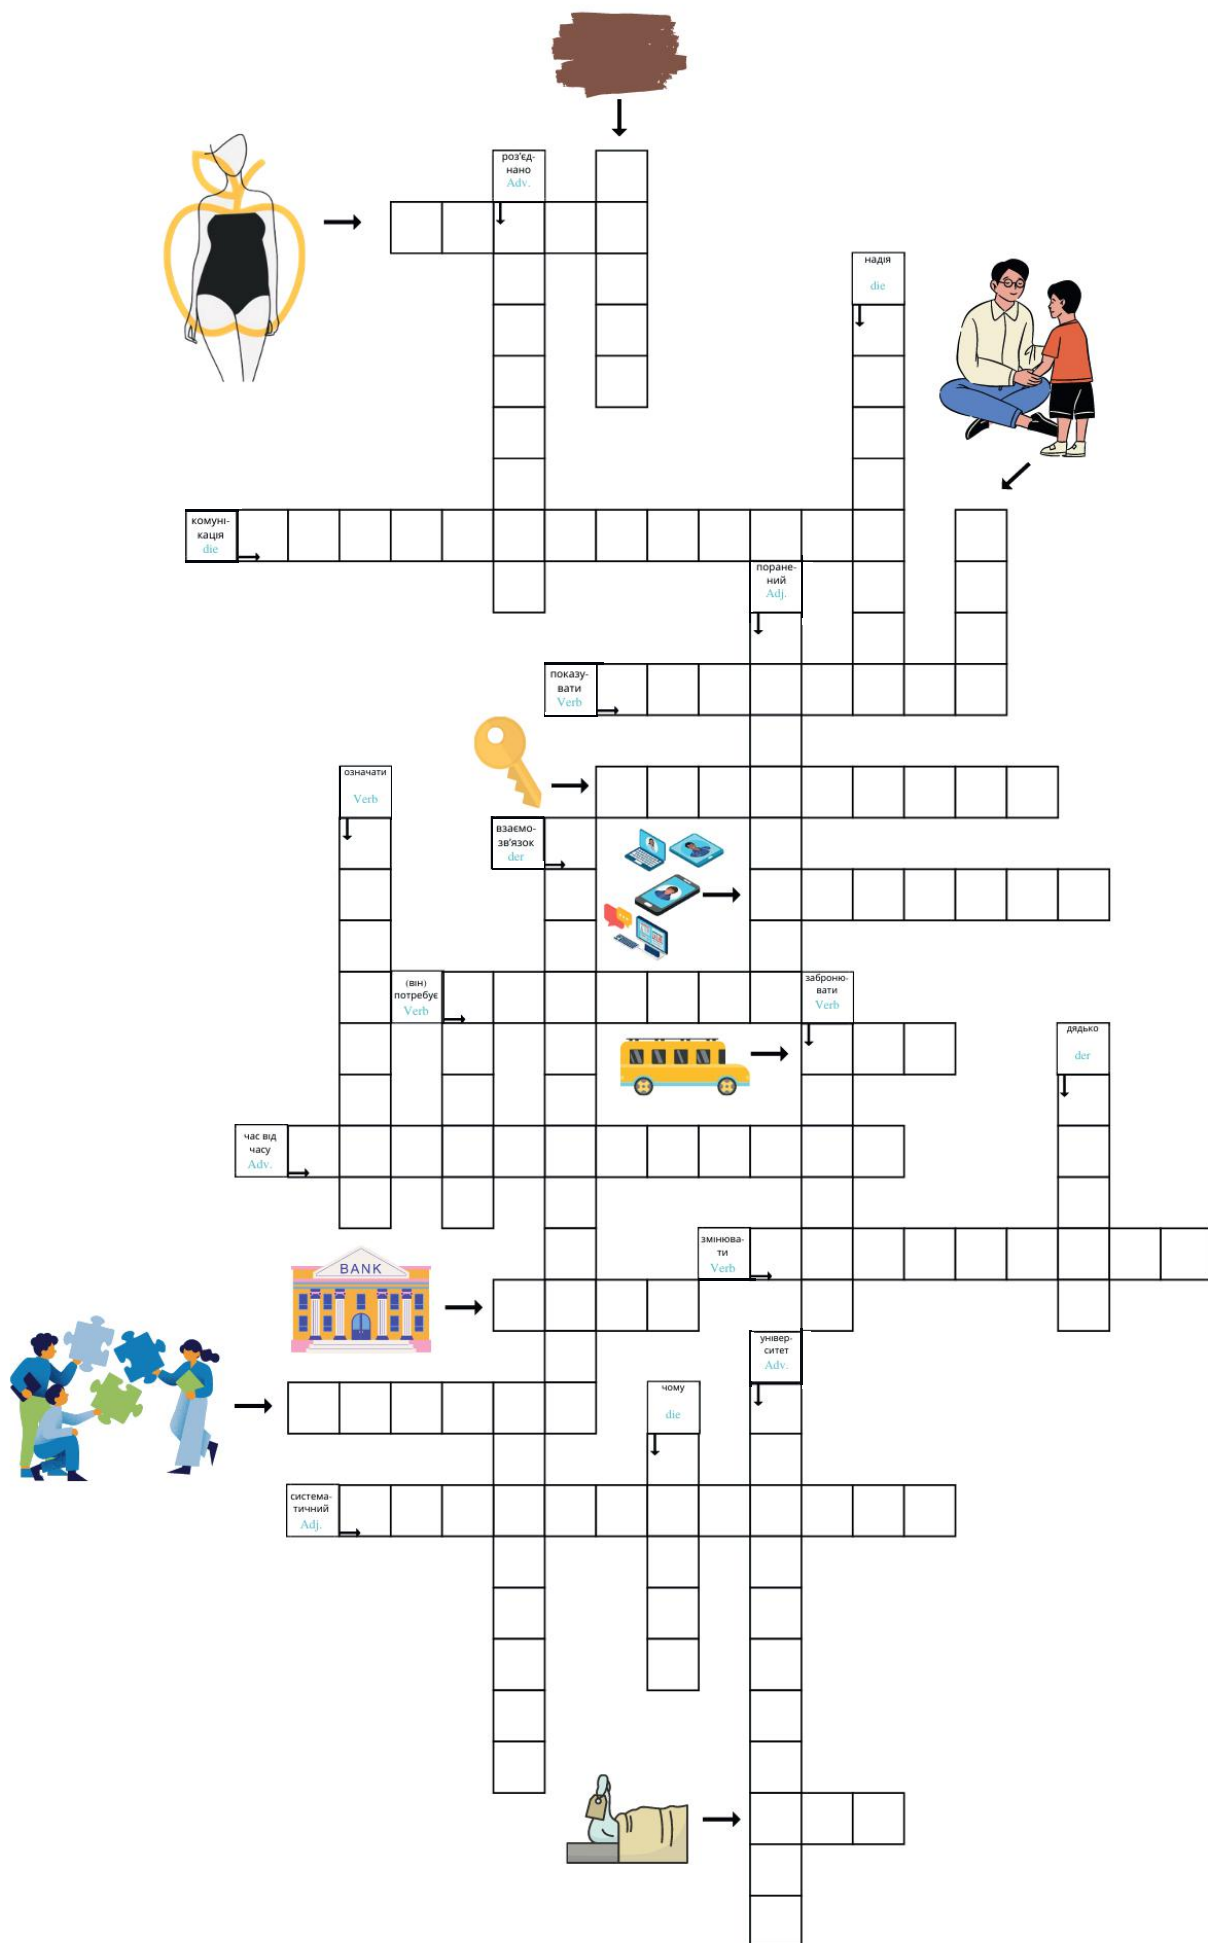 роз'єд-
нано
Adv.
надія
die
комуні-
кація
die
поране-
ний
Adj.
показу-
вати
Verb
означати
Verb
взаємо-
зв'язок
der
(він)
потребує
Verb
заброню-
вати
Verb
дядько
der
час від
часу
Adv.
змінюва-
ти
Verb
BANK
універ-
ситет
Adv.
чому
die
система-
тичний
Adj.